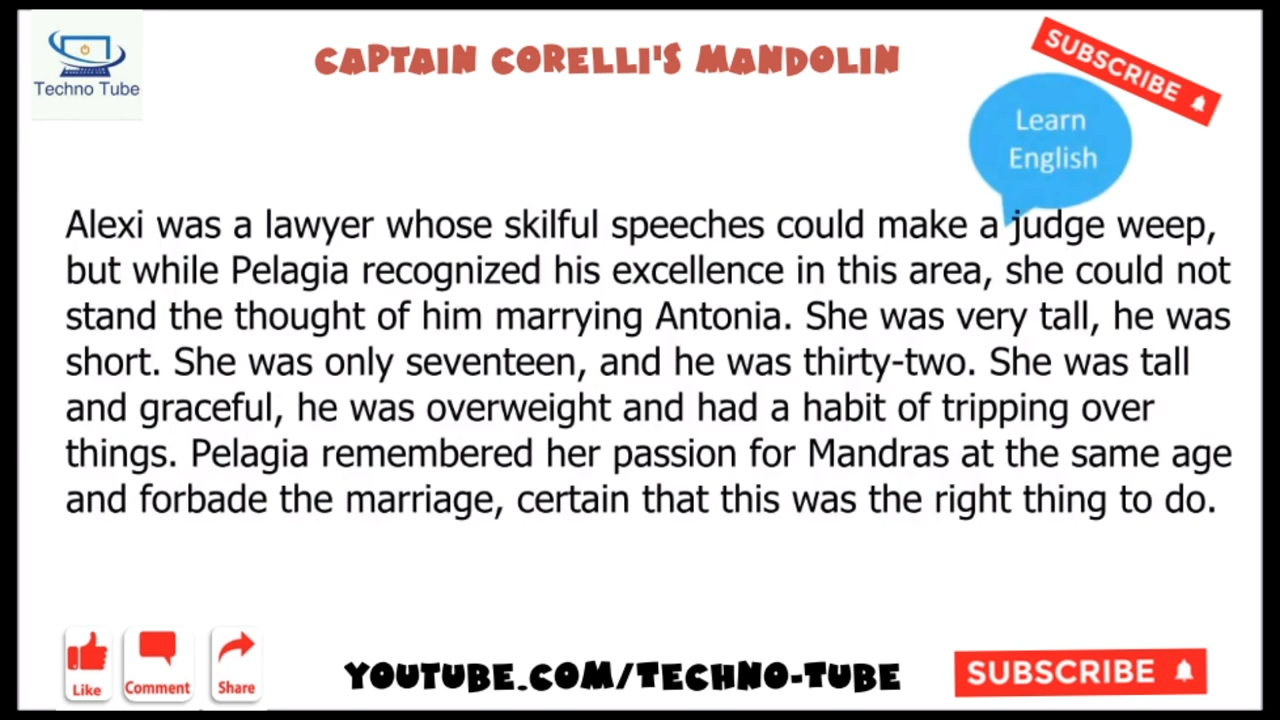 CAPTAIN CORELLI'S MANDOLIN
SUBSCRIBE
Techno Tube
Learn
English
Alexi was a lawyer whose skilful speeches could make a judge weep,
but while Pelagia recognized his excellence in this area, she could not
stand the thought of him marrying Antonia. She was very tall, he was
short. She was only seventeen, and he was thirty-two. She was tall
and graceful, he was overweight and had a habit of tripping over
things. Pelagia remembered her passion for Mandras at the same age
and forbade the marriage, certain that this was the right thing to do.
Like
Comment
Share
YOUTUBE.COM/TECHNO-TUBE
SUBSCRIBE